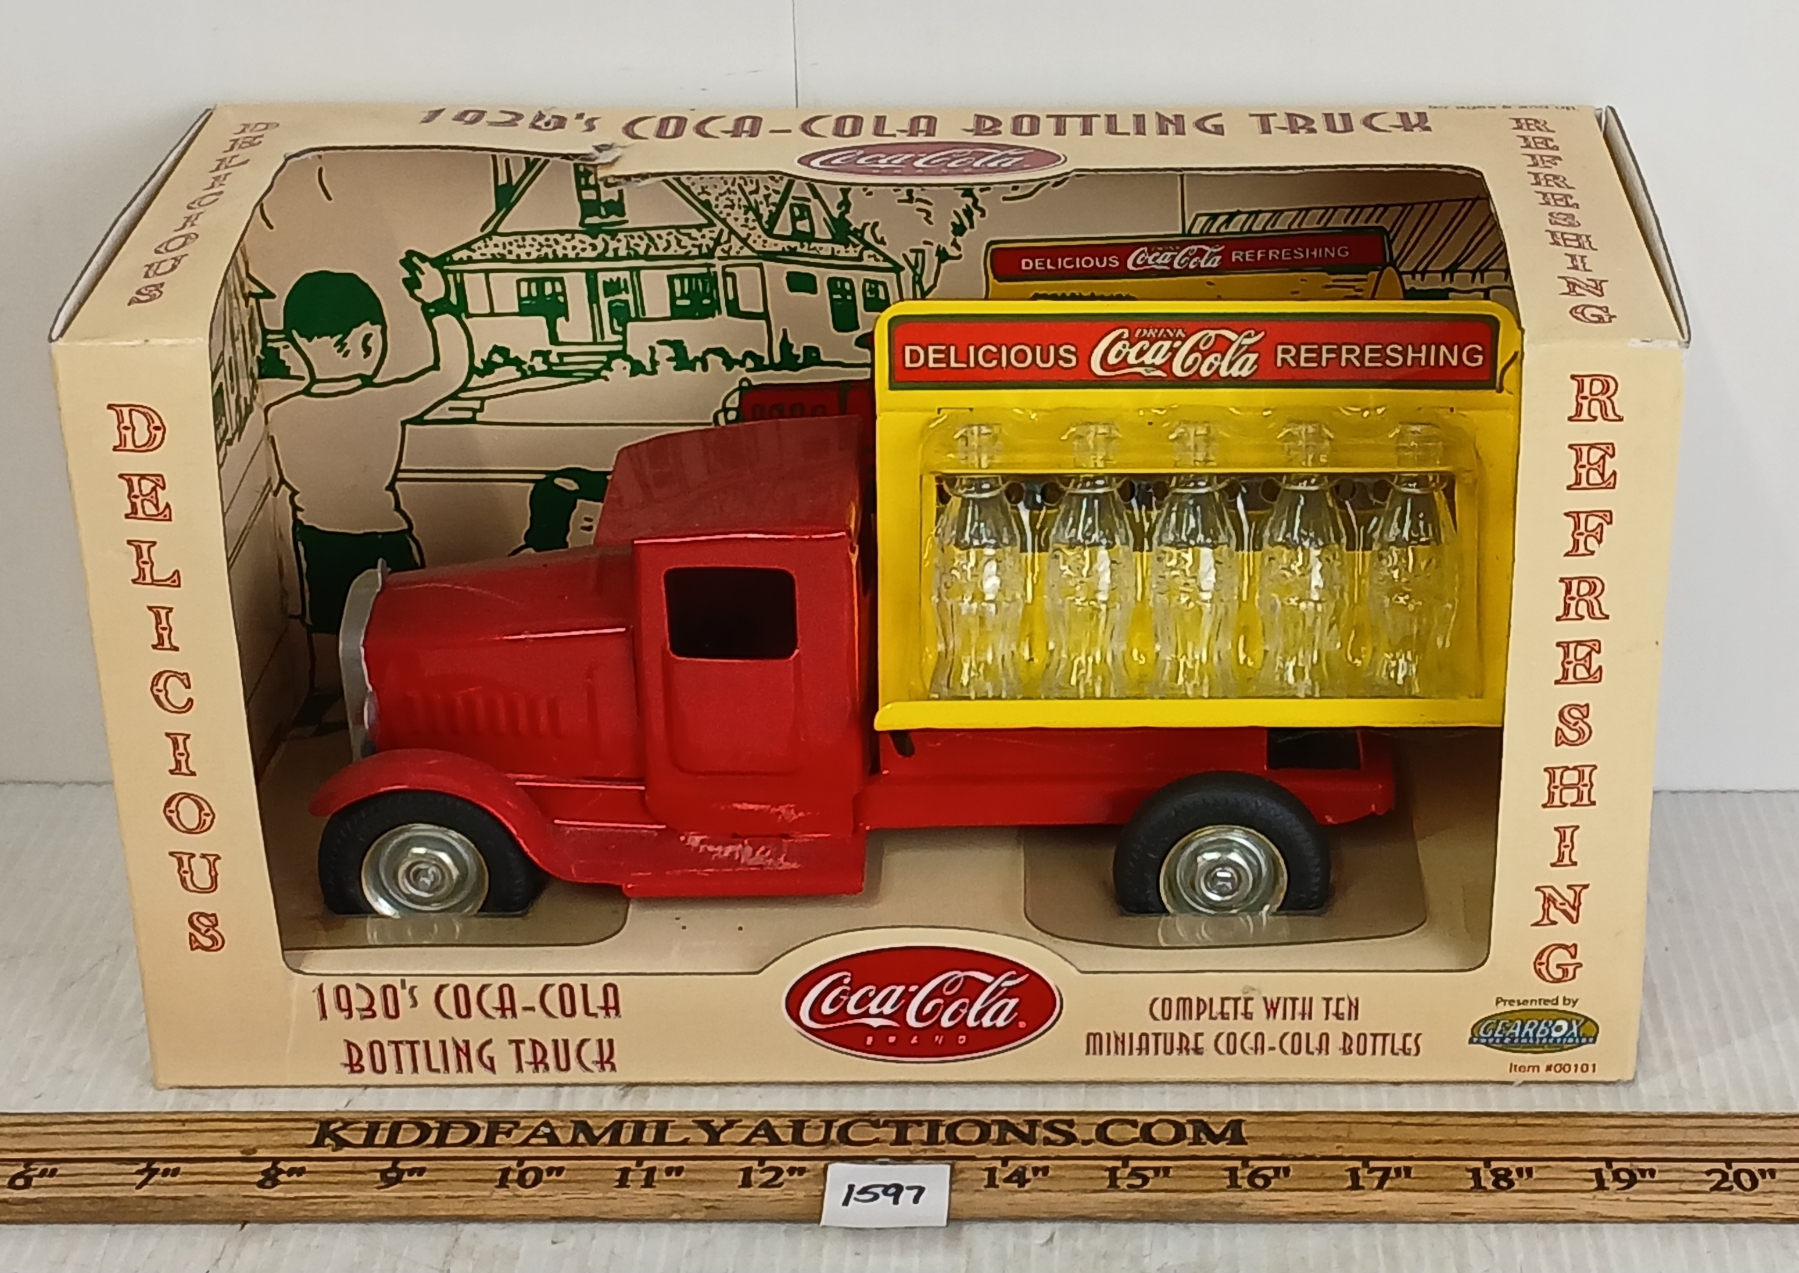 1930's COCA-COLA BOTTLING TRUCK
Coca-Cola
DELICIOUS
REFRESHING
DELICIOUS Coca-Cola REFRESHING
DELICIOUS DRINK Coca-Cola REFRESHING
DELICIOUS
REFRESHING
1930's COCA-COLA
BOTTLING TRUCK
Coca-Cola
BRAND
COMPLETE WITH TEN
MINIATURE COCA-COLA BOTTLES
Presented by
GEARBOX
Item #00101
KIDDFAMILYAUCTIONS.COM
6" 7" 8" 9" 10" 11" 12" 14" 15" 16" 17" 18" 19" 20"
1597